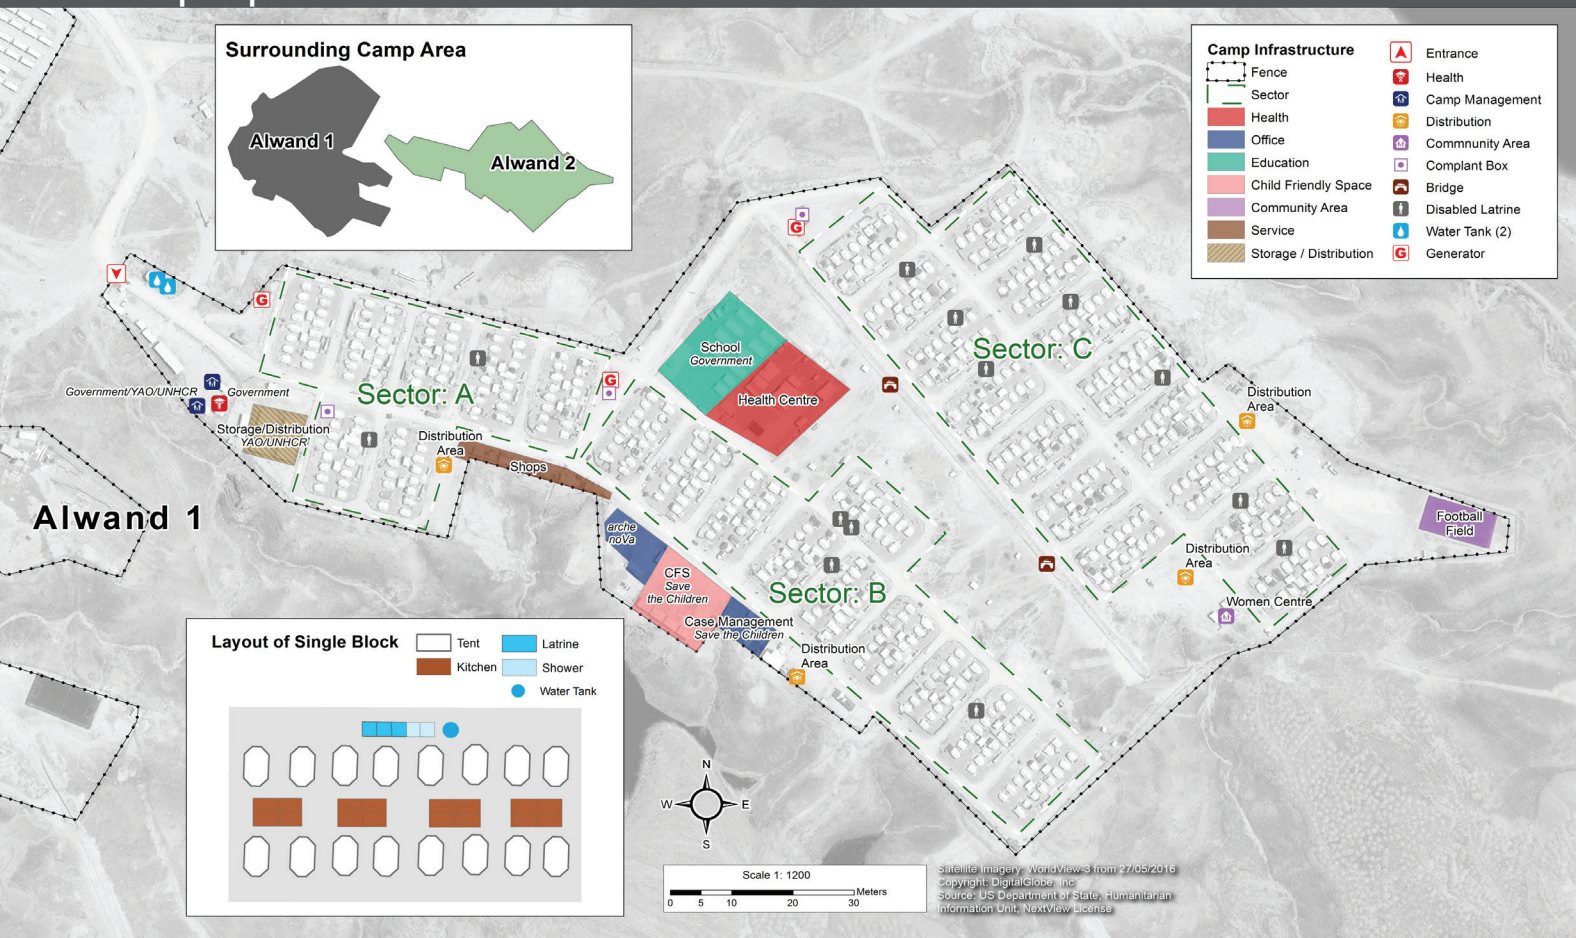 Surrounding Camp Area
Alwand 1
Alwand 2
Camp Infrastructure
Fence
Sector
Health
Office
Education
Child Friendly Space
Community Area
Service
Storage / Distribution
Entrance
Health
Camp Management
Distribution
Commnunity Area
Complant Box
Bridge
Disabled Latrine
Water Tank (2)
Generator
G
G
G
G
School
Government
Health Centre
Sector: C
Sector: A
Government/YAO/UNHCR
Government
Storage/Distribution
YAO/UNHCR
Distribution
Area
Shops
Distribution
Area
Alwand 1
arche
noVa
CFS
Save
the Children
Case Management
Save the Children
Sector: B
Distribution
Area
Distribution
Area
Women Centre
Football
Field
Layout of Single Block
Tent
Latrine
Kitchen
Shower
Water Tank
N
W
E
S
Scale 1: 1200
Meters
0 5 10 20 30
Satellite Imagery: WorldView-3 from 27/05/2016
Copyright: DigitalGlobe, Inc
Source: US Department of State, Humanitarian
Information Unit, NextView License